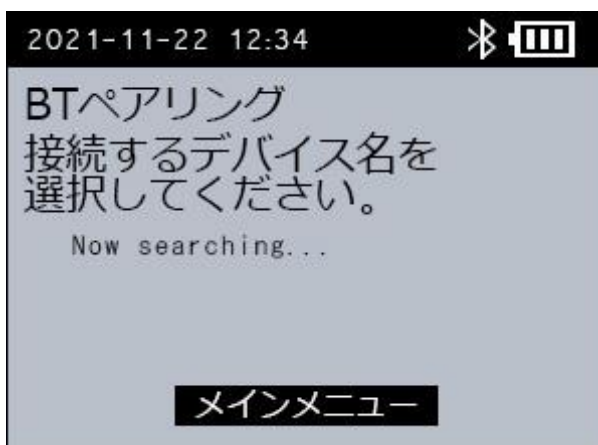 2021-11-22 12:34
BTペアリング
接続するデバイス名を
選択してください。
Now searching...
メインメニュー